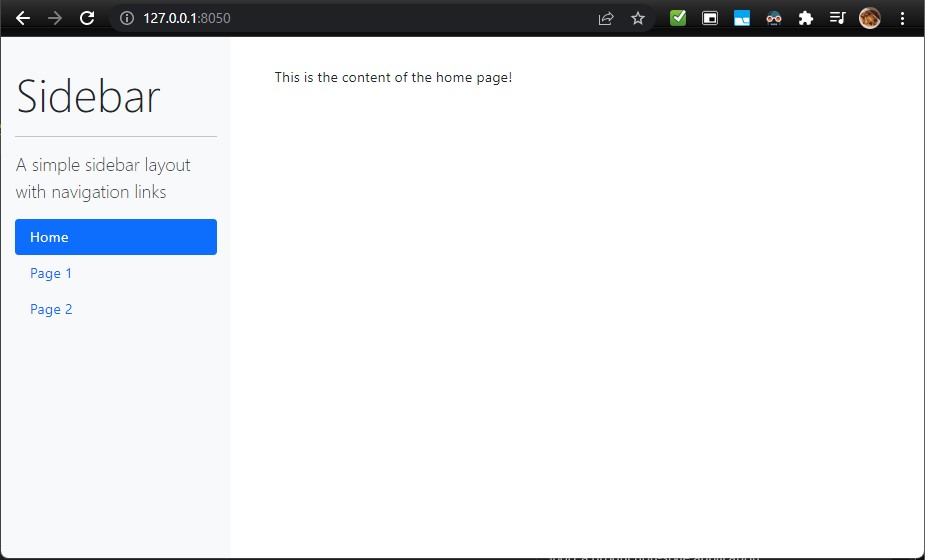 127.0.0.1:8050
Sidebar
A simple sidebar layout
with navigation links
Home
Page 1
Page 2
This is the content of the home page!